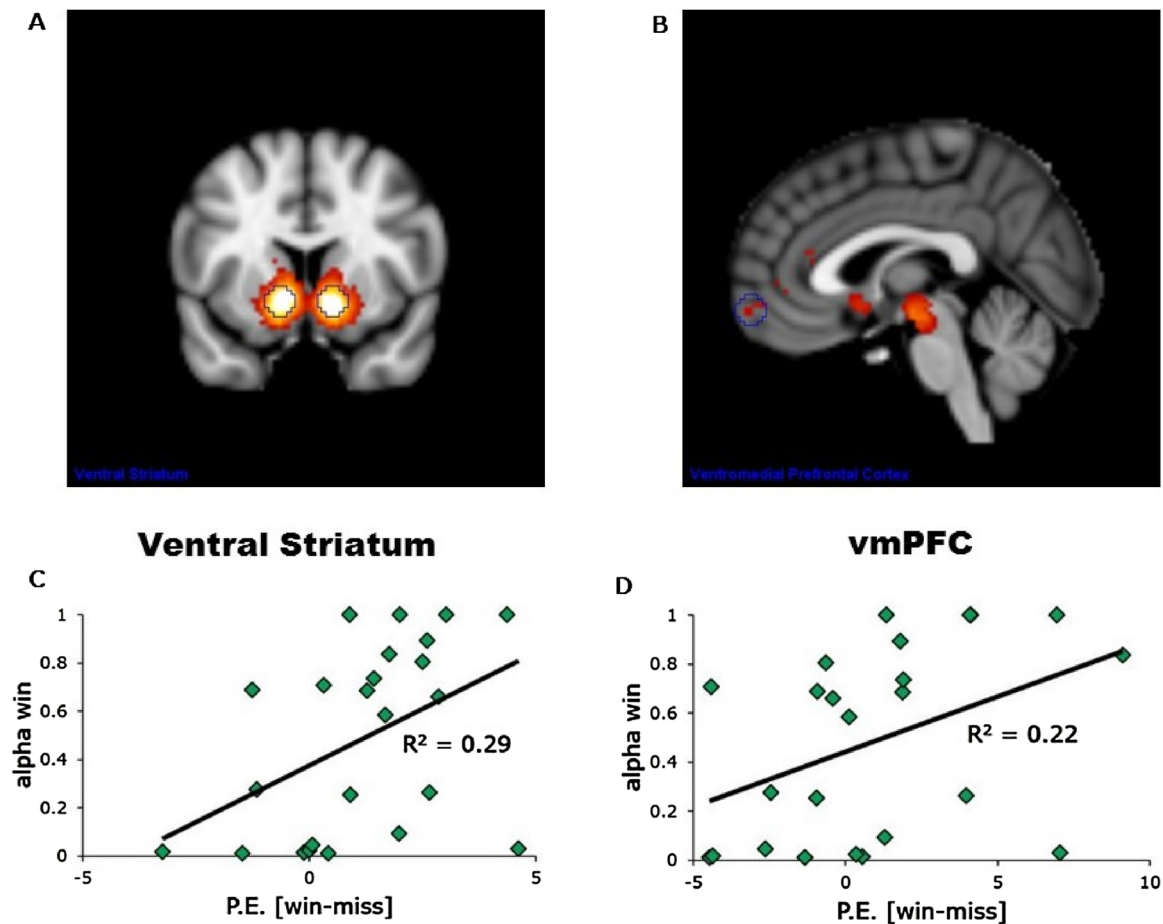 A
B
Ventral Striatum
Ventromedial Prefrontal Cortex
Ventral Striatum
vmPFC
C
1
0.8
0.6
0.4
0.2
0
alpha win
R² = 0.29
-5
0
5
P.E. [win-miss]
D
1
0.8
0.6
0.4
0.2
0
alpha win
R² = 0.22
-5
0
5
10
P.E. [win-miss]